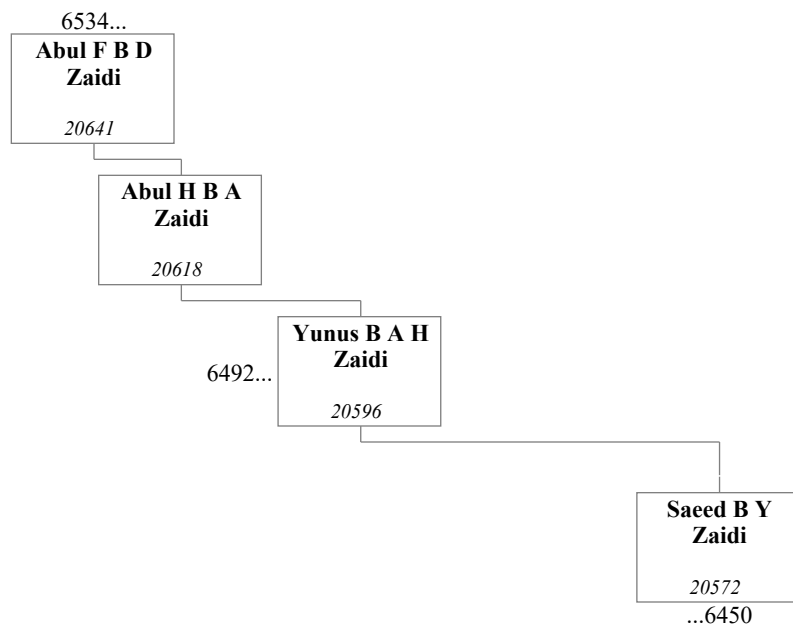 6534...
Abul F B D
Zaidi
20641
Abul H B A
Zaidi
20618
Yunus B A H
Zaidi
6492...
20596
Saeed B Y
Zaidi
20572
...6450